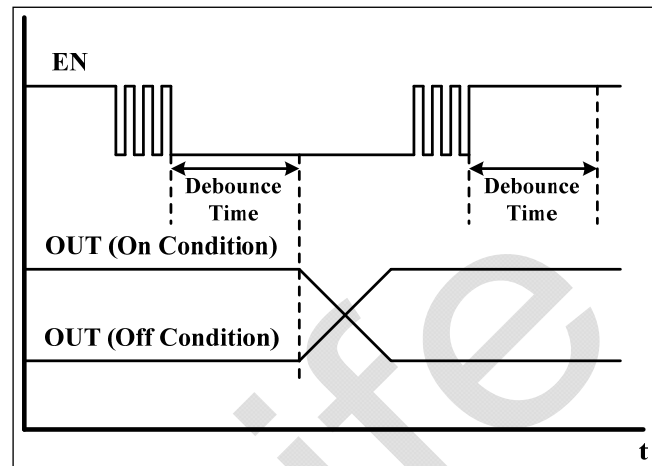 EN
Debounce
Time
Debounce
Time
OUT (On Condition)
OUT (Off Condition)
t